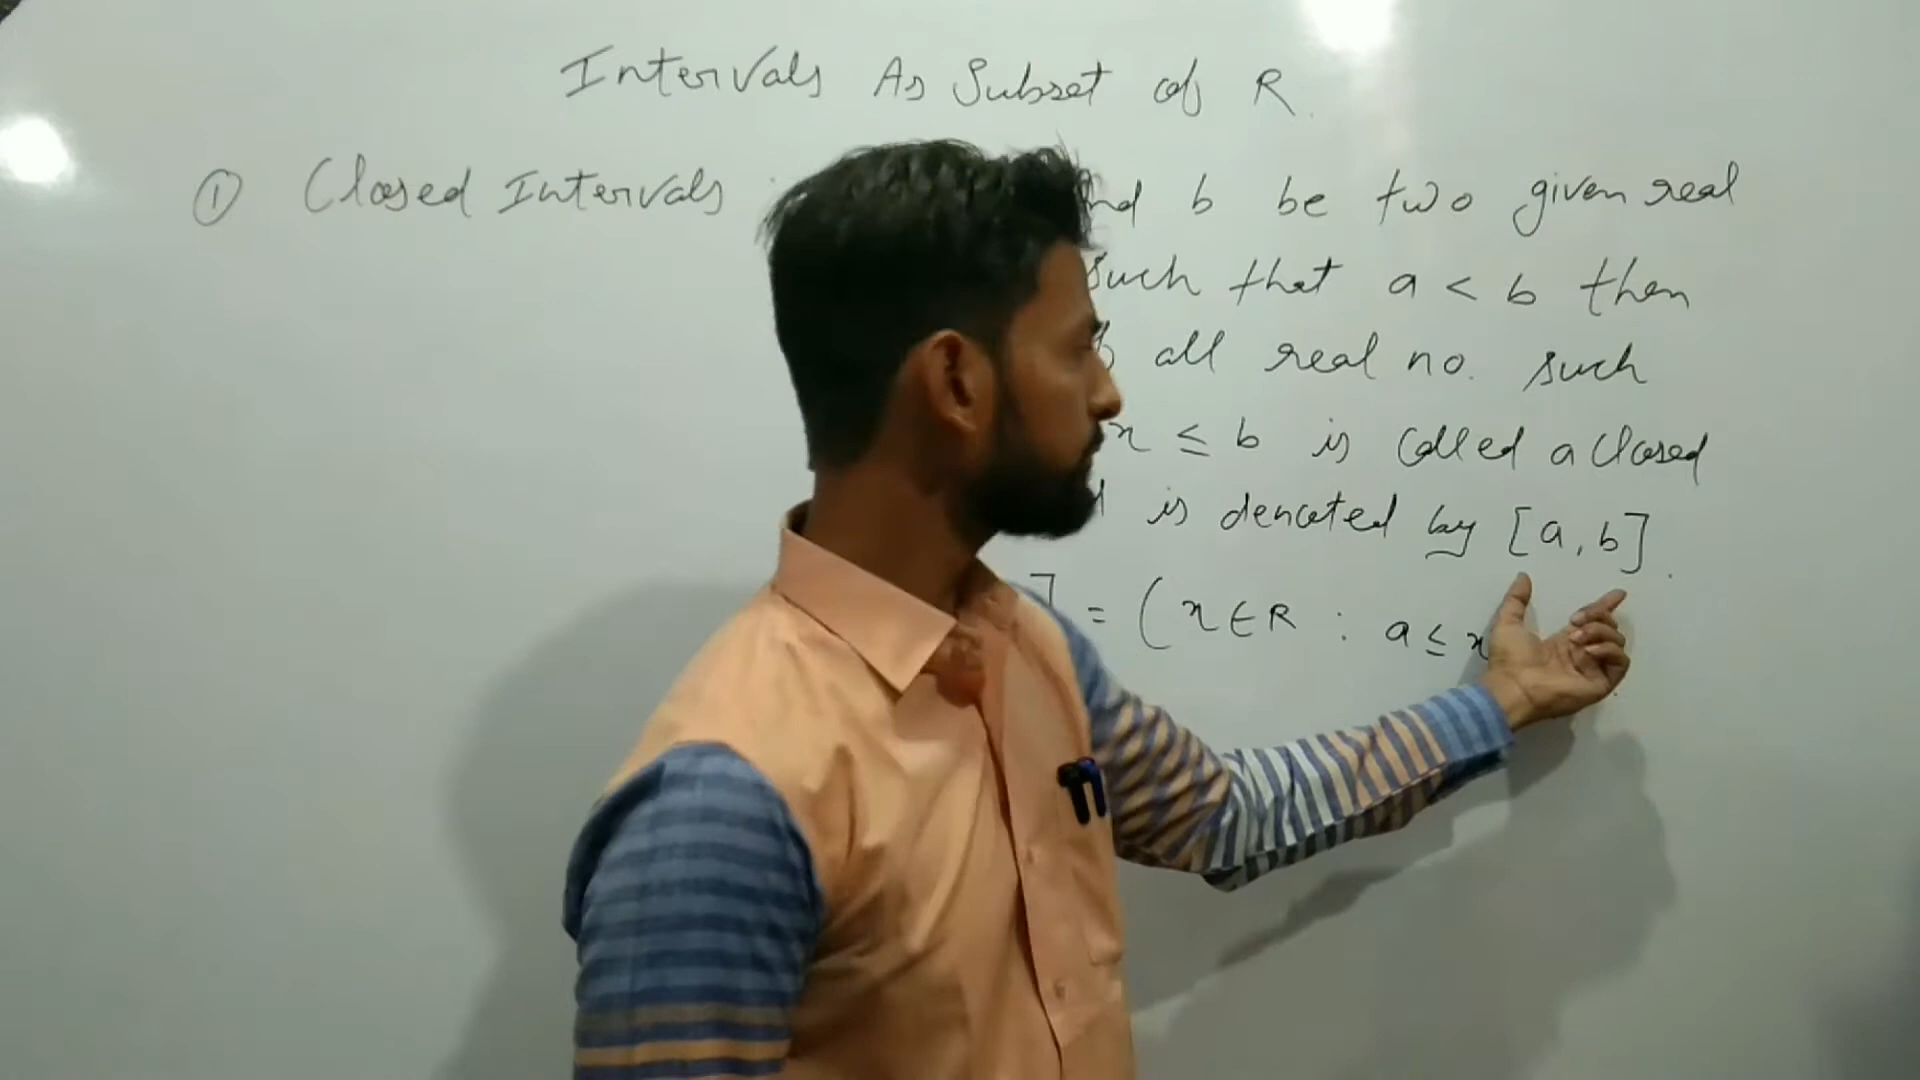 Intervals As Subset of R.
① Closed Intervals b be two given real
such that a < b then
all real no. such
x ≤ b is called a closed
is denoted by [a, b].
] = ( x ∈ R : a ≤ x